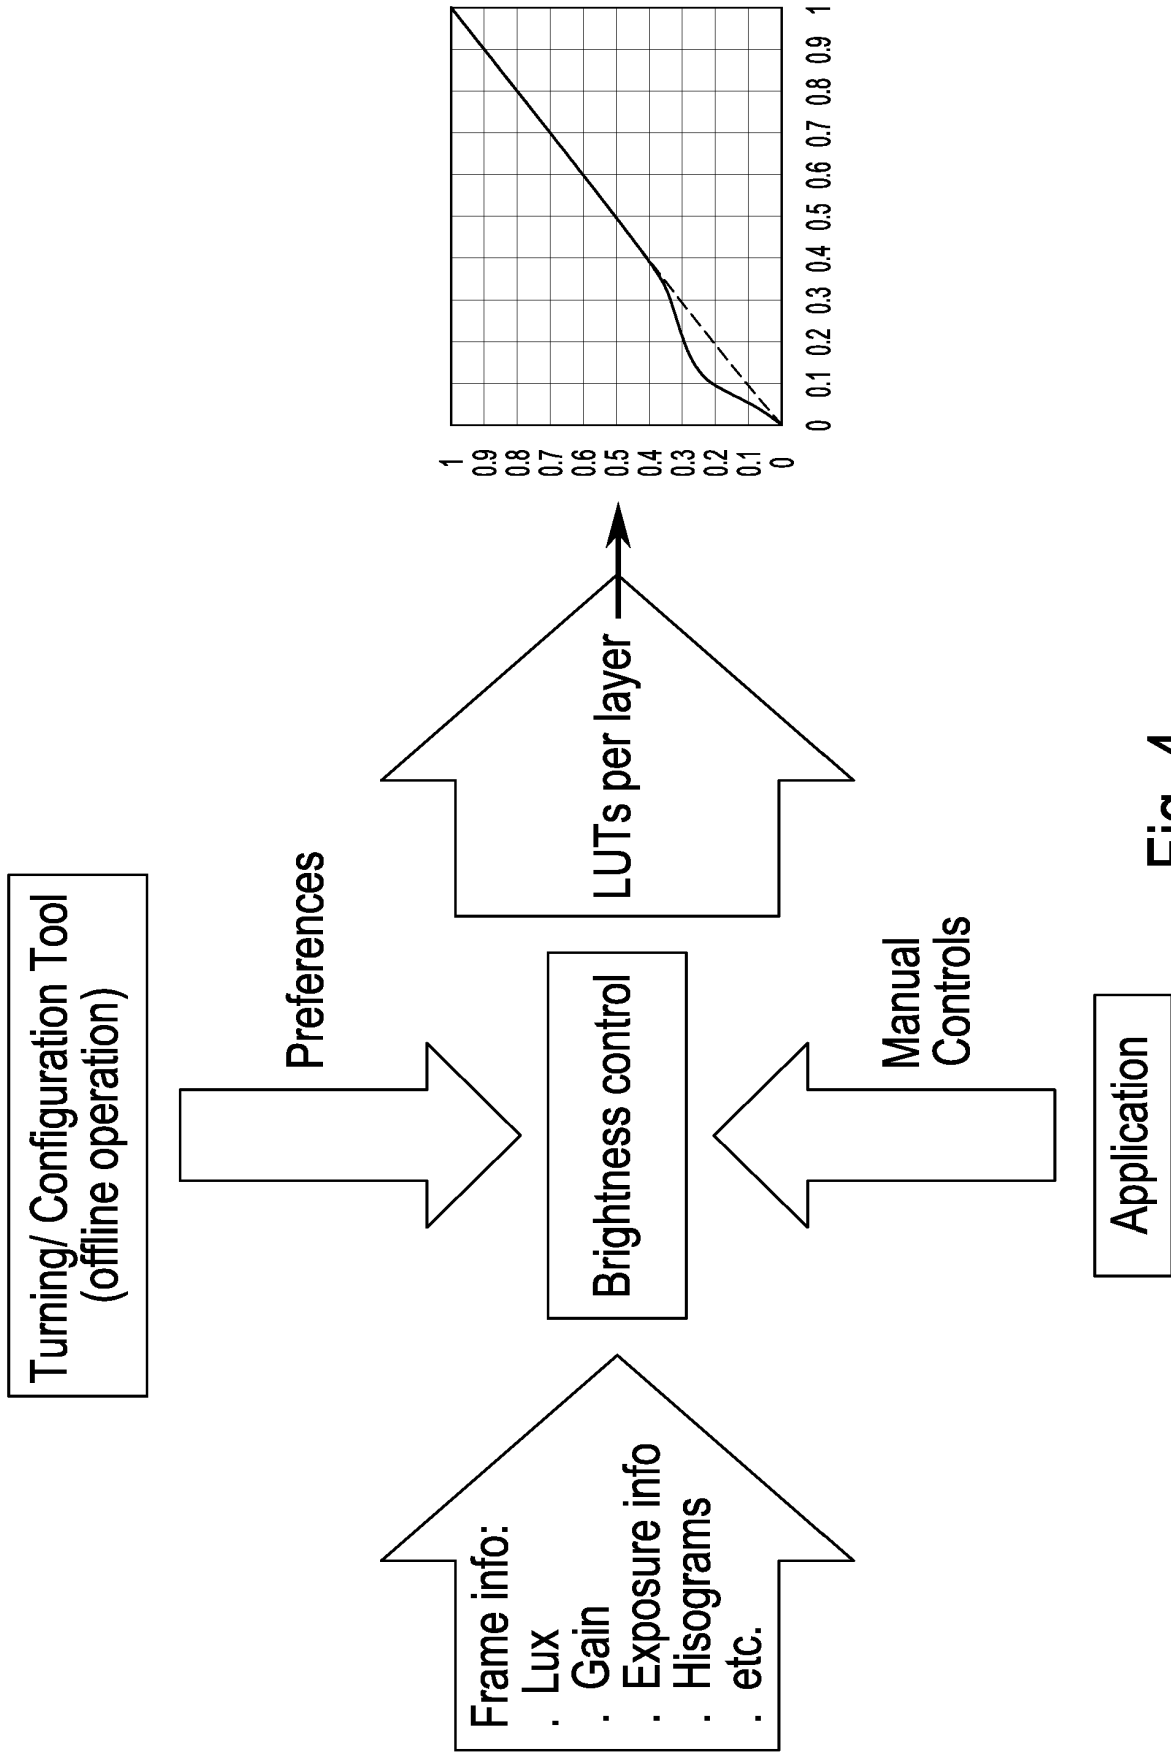 Turning/ Configuration Tool
(offline operation)
Preferences
Frame info:
. Lux
. Gain
. Exposure info
. Hisograms
. etc.
Brightness control
LUTs per layer
1
0.9
0.8
0.7
0.6
0.5
0.4
0.3
0.2
0.1
0
0 0.1 0.2 0.3 0.4 0.5 0.6 0.7 0.8 0.9 1
Manual
Controls
Application
Fig. 4